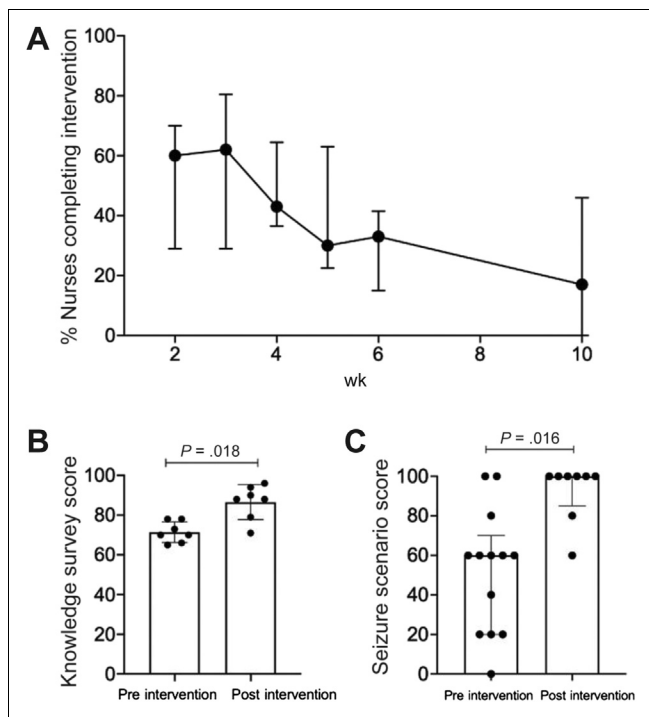 A
% Nurses completing intervention
100
80
60
40
20
0
2
4
6
8
10
wk
B
P = .018
Knowledge survey score
100
80
60
40
20
0
Pre intervention
Post intervention
C
P = .016
Seizure scenario score
100
80
60
40
20
0
Pre intervention
Post intervention